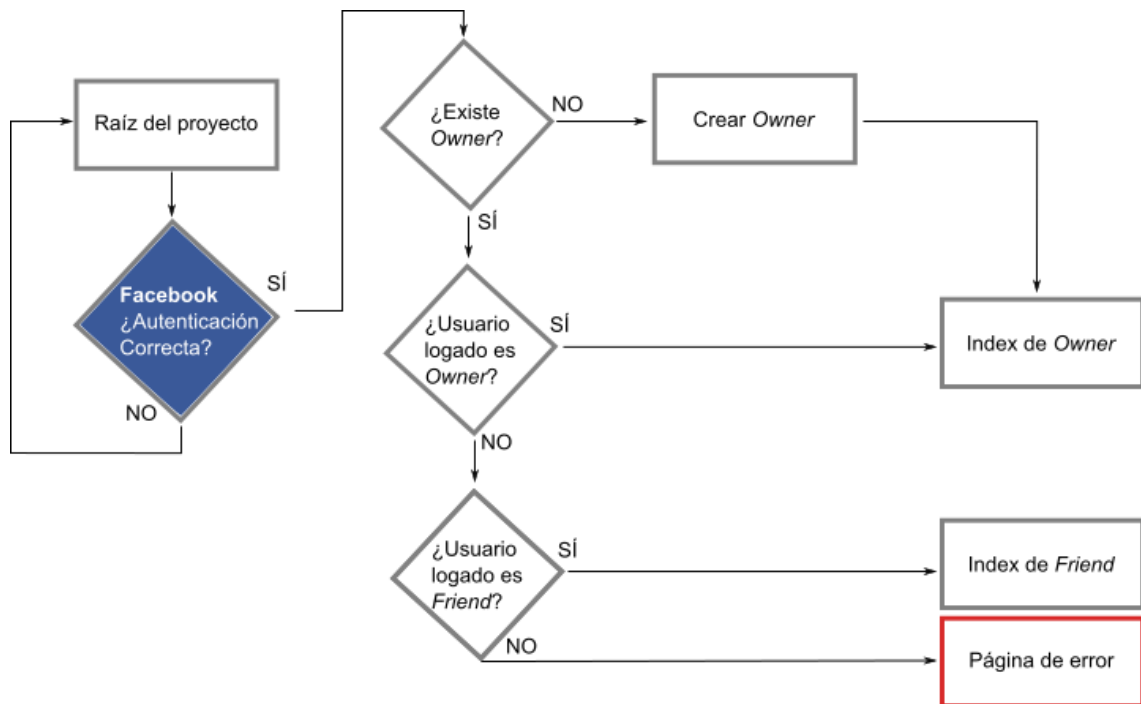 Raíz del proyecto
Facebook
¿Autenticación
Correcta?
SÍ
NO
¿Existe
Owner?
NO
Crear Owner
SÍ
¿Usuario
logado es
Owner?
SÍ
Index de Owner
NO
¿Usuario
logado es
Friend?
SÍ
Index de Friend
NO
Página de error